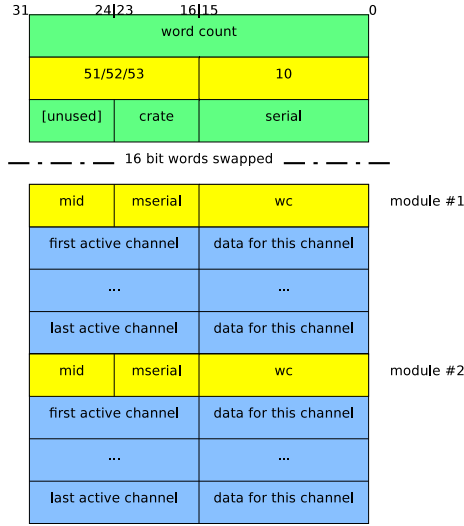 31 24|23 16|15 0
word count
51/52/53 10
[unused] crate serial
16 bit words swapped
mid mserial wc module #1
first active channel data for this channel
... ...
last active channel data for this channel
mid mserial wc module #2
first active channel data for this channel
... ...
last active channel data for this channel